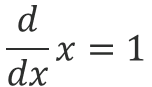 d/dx x = 1